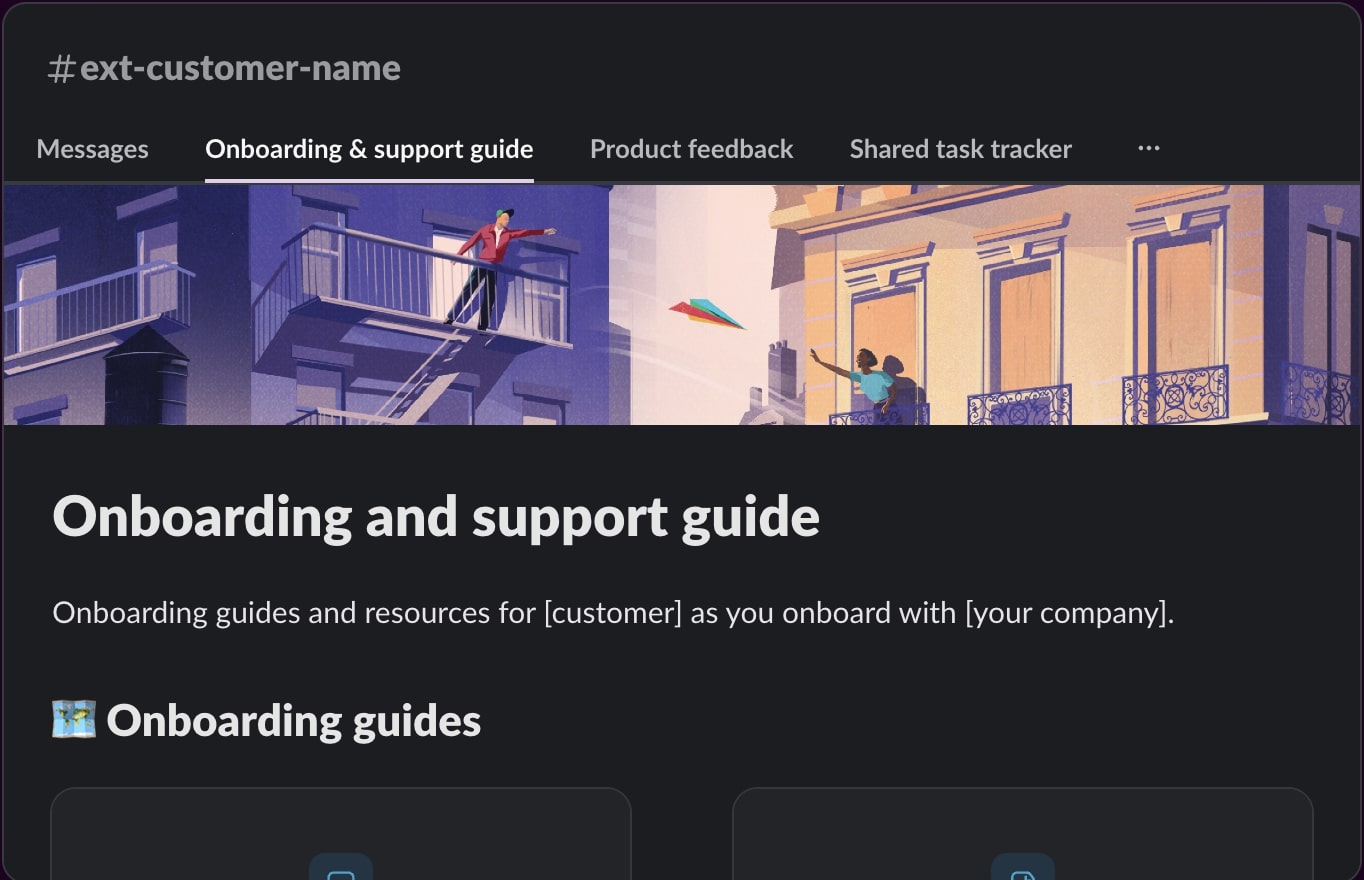 #ext-customer-name
Messages Onboarding & support guide Product feedback Shared task tracker ...
Onboarding and support guide
Onboarding guides and resources for [customer] as you onboard with [your company].
Onboarding guides